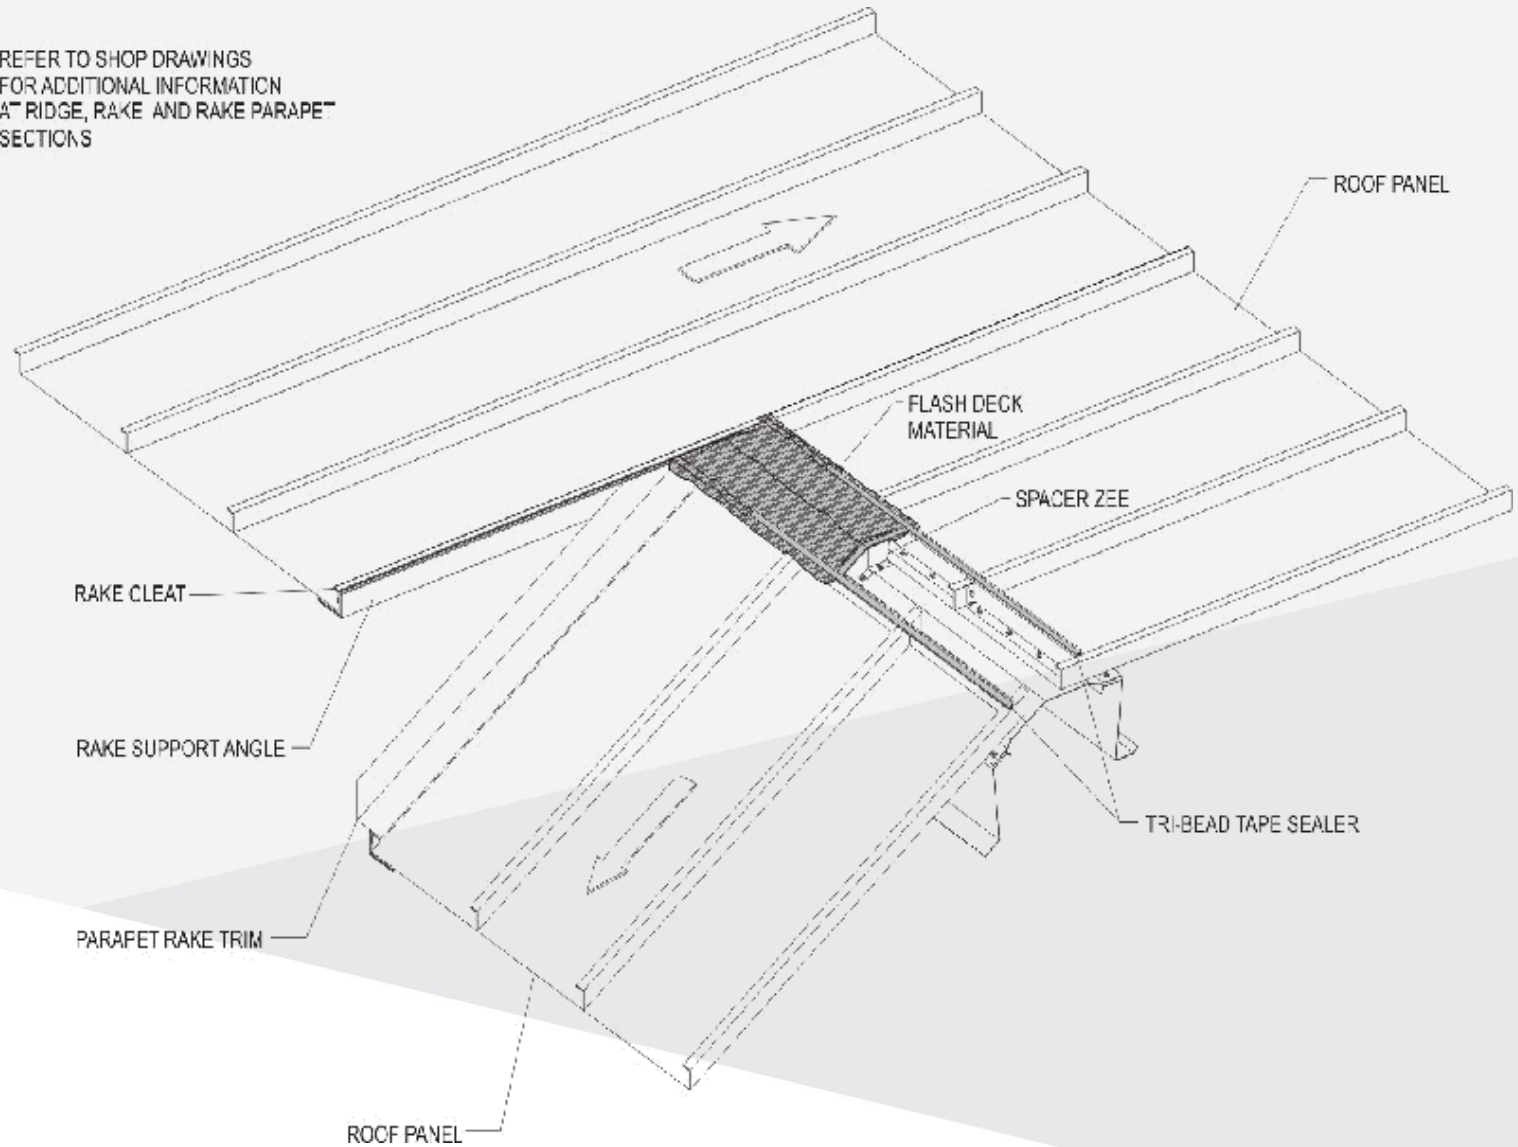 REFER TO SHOP DRAWINGS
FOR ADDITIONAL INFORMATION
AT RIDGE, RAKE AND RAKE PARAPET
SECTIONS
ROOF PANEL
FLASH DECK
MATERIAL
SPACER ZEE
RAKE CLEAT
RAKE SUPPORT ANGLE
TRI-BEAD TAPE SEALER
PARAPET RAKE TRIM
ROOF PANEL